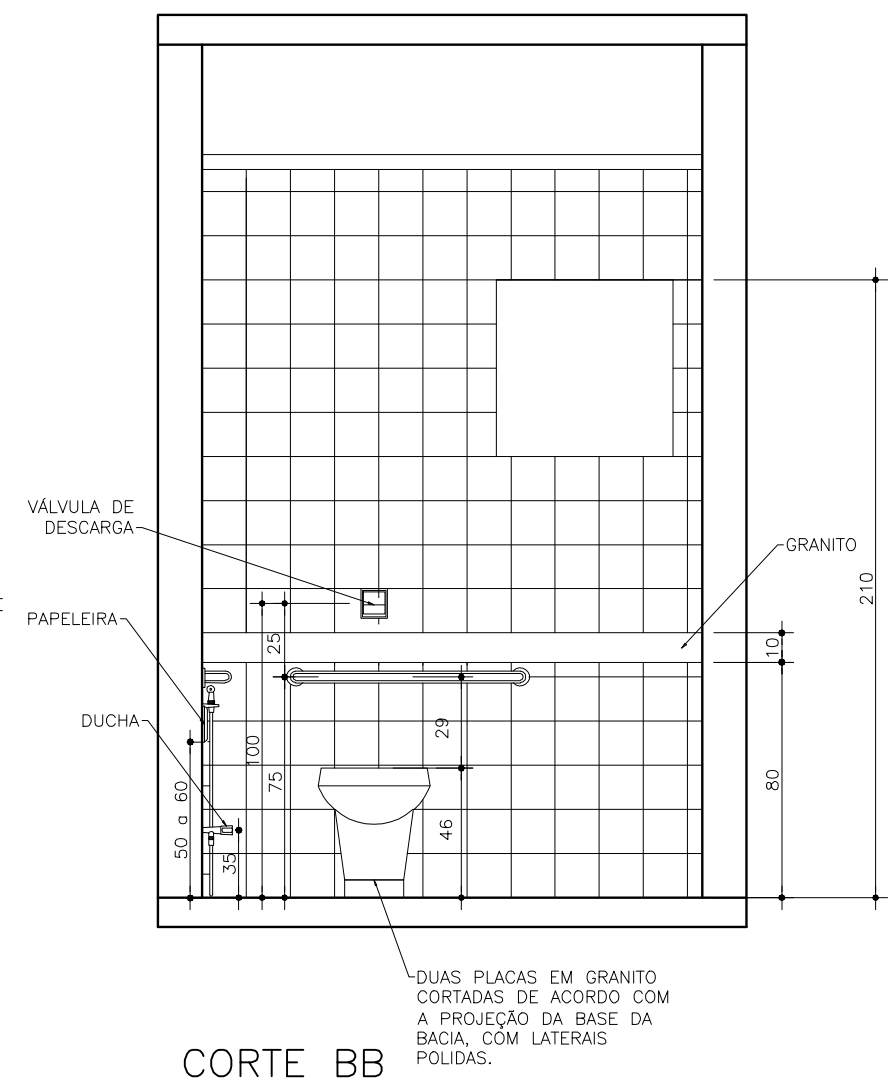 VÁLVULA DE
DESCARGA
PAPELEIRA
DUCHA
GRANITO
210
10
80
25
29
46
100
75
50 a 60
35
DUAS PLACAS EM GRANITO
CORTADAS DE ACORDO COM
A PROJEÇÃO DA BASE DA
BACIA, COM LATERAIS
POLIDAS.
CORTE BB